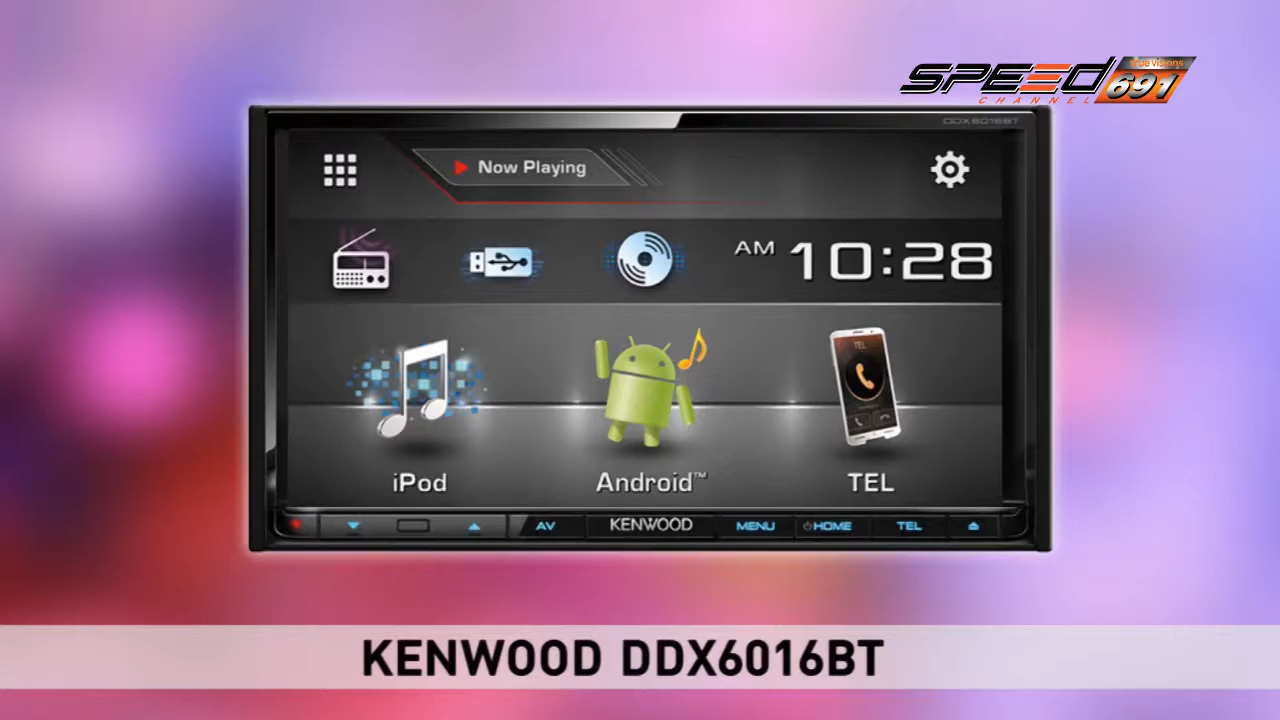 SPEED
true visions
CHANNEL
691
DDX6016BT
Now Playing
AM 10:28
iPod
Android™
TEL
TEL
AV
KENWOOD
MENU
HOME
TEL
KENWOOD DDX6016BT